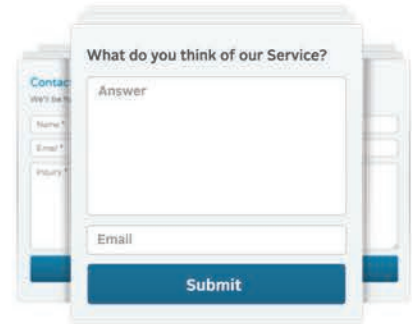 What do you think of our Service?
Answer
Email
Submit
Contac
We'll be h
Name *
Email *
Inquiry *